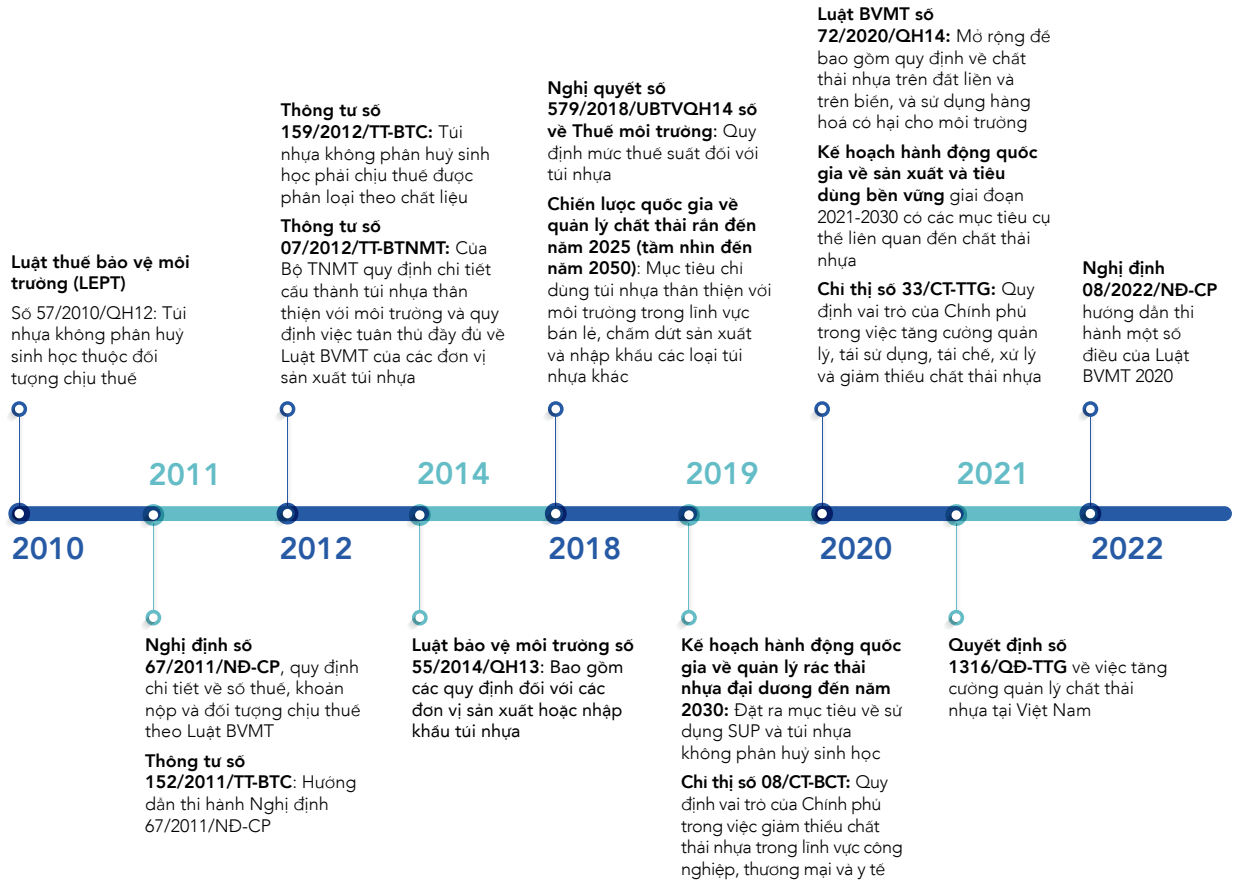 Luật thuế bảo vệ môi
trường (LEPT)
Số 57/2010/QH12: Túi
nhựa không phân huỷ
sinh học thuộc đối
tượng chịu thuế
2010
2011
Nghị định số
67/2011/NĐ-CP, quy định
chi tiết về số thuế, khoản
nộp và đối tượng chịu thuế
theo Luật BVMT
Thông tư số
152/2011/TT-BTC: Hướng
dẫn thi hành Nghị định
67/2011/NĐ-CP
Thông tư số
159/2012/TT-BTC: Túi
nhựa không phân huỷ sinh
học phải chịu thuế được
phân loại theo chất liệu
Thông tư số
07/2012/TT-BTNMT: Của
Bộ TNMT quy định chi tiết
cấu thành túi nhựa thân
thiện với môi trường và quy
định việc tuân thủ đầy đủ về
Luật BVMT của các đơn vị
sản xuất túi nhựa
2012
2014
Luật bảo vệ môi trường số
55/2014/QH13: Bao gồm
các quy định đối với các
đơn vị sản xuất hoặc nhập
khẩu túi nhựa
Nghị quyết số
579/2018/UBTVQH14 số
về Thuế môi trường: Quy
định mức thuế suất đối với
túi nhựa
Chiến lược quốc gia về
quản lý chất thải rắn đến
năm 2025 (tầm nhìn đến
năm 2050): Mục tiêu chỉ
dùng túi nhựa thân thiện với
môi trường trong lĩnh vực
bán lẻ, chấm dứt sản xuất
và nhập khẩu các loại túi
nhựa khác
2018
2019
Kế hoạch hành động quốc
gia về quản lý rác thải
nhựa đại dương đến năm
2030: Đặt ra mục tiêu về sử
dụng SUP và túi nhựa
không phân huỷ sinh học
Chỉ thị số 08/CT-BCT: Quy
định vai trò của Chính phủ
trong việc giảm thiểu chất
thải nhựa trong lĩnh vực công
nghiệp, thương mại và y tế
Luật BVMT số
72/2020/QH14: Mở rộng để
bao gồm quy định về chất
thải nhựa trên đất liền và
trên biển, và sử dụng hàng
hoá có hại cho môi trường
Kế hoạch hành động quốc
gia về sản xuất và tiêu
dùng bền vững giai đoạn
2021-2030 có các mục tiêu cụ
thể liên quan đến chất thải
nhựa
Chỉ thị số 33/CT-TTG: Quy
định vai trò của Chính phủ
trong việc tăng cường quản
lý, tái sử dụng, tái chế, xử lý
và giảm thiểu chất thải nhựa
2020
2021
Quyết định số
1316/QĐ-TTG về việc tăng
cường quản lý chất thải
nhựa tại Việt Nam
Nghị định
08/2022/NĐ-CP
hướng dẫn thi
hành một số
điều của Luật
BVMT 2020
2022